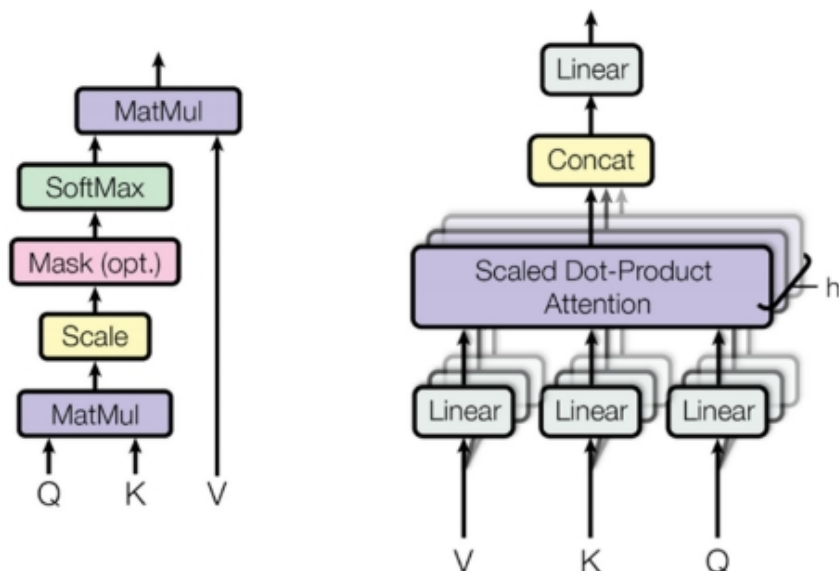 MatMul
SoftMax
Mask (opt.)
Scale
MatMul
Q K V
Linear
Concat
Scaled Dot-Product
Attention
h
Linear Linear Linear
V K Q